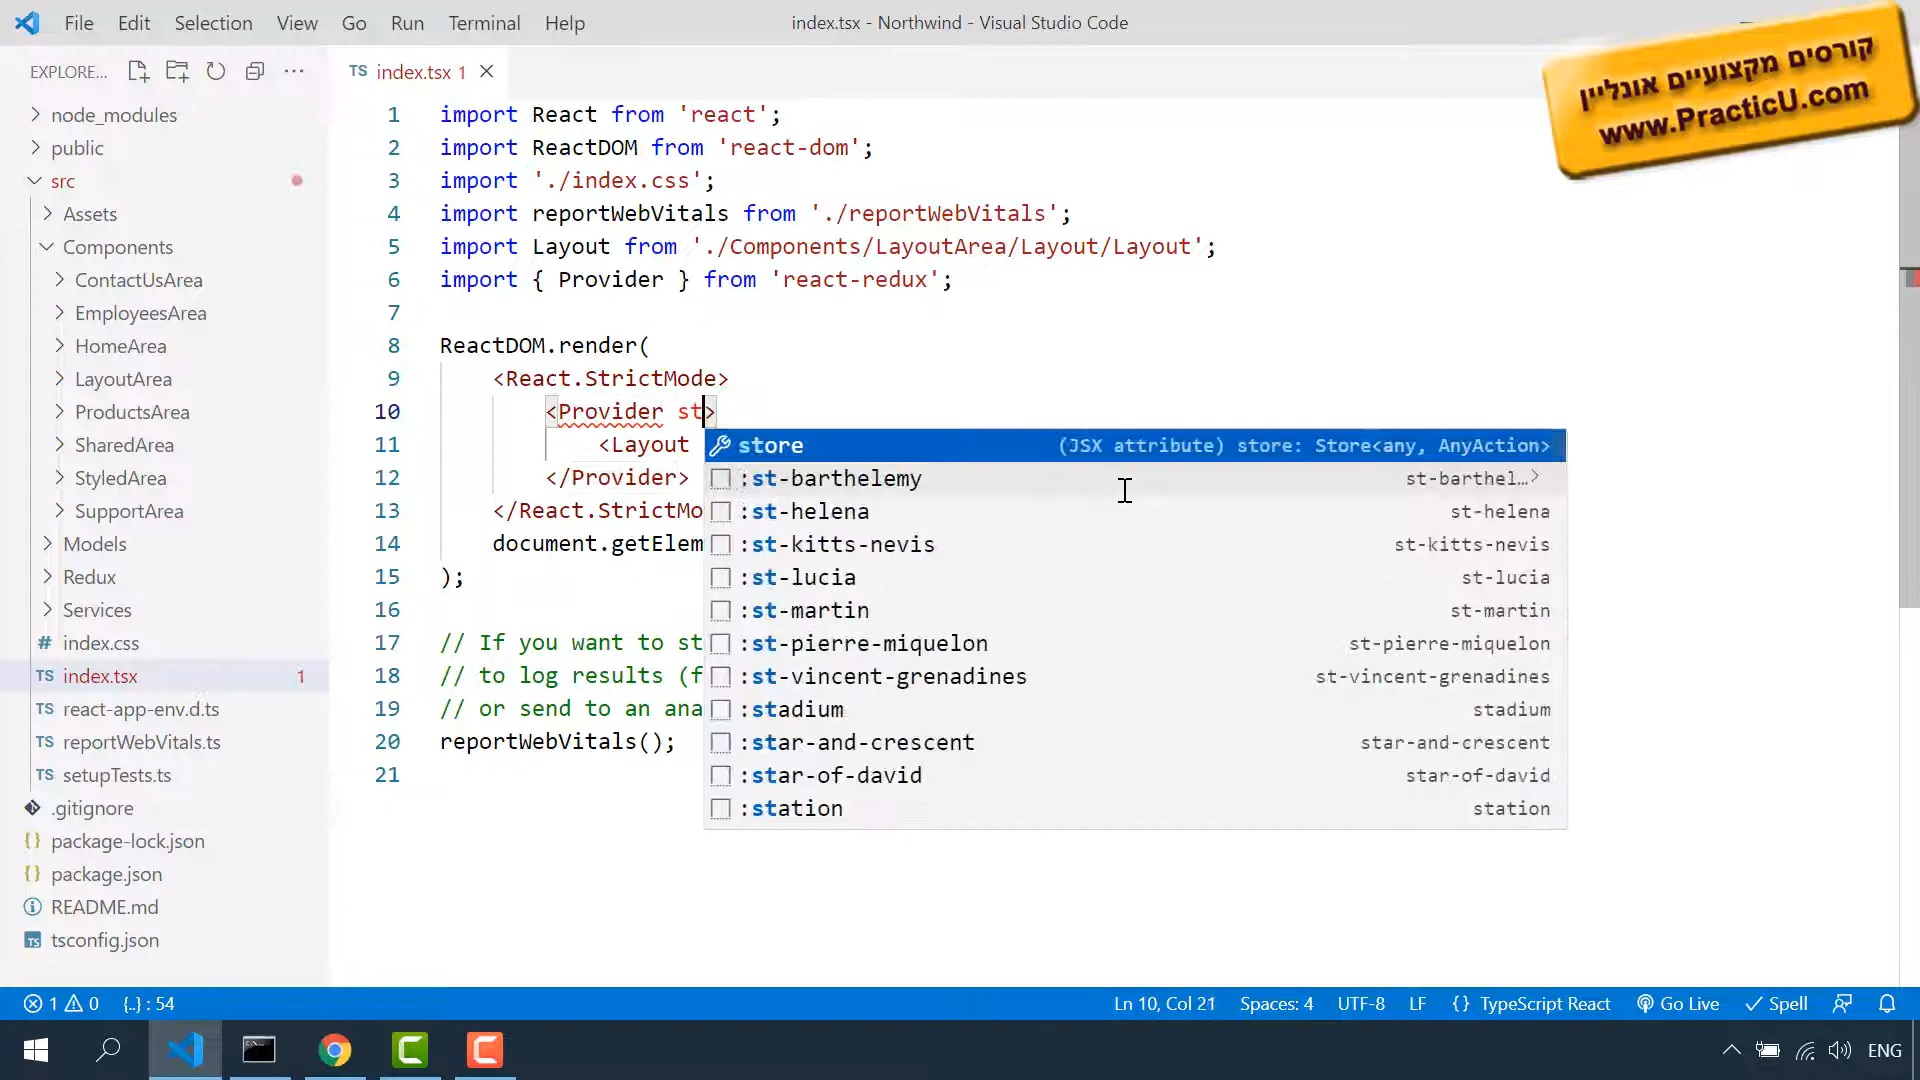 File Edit Selection View Go Run Terminal Help
index.tsx - Northwind - Visual Studio Code
קורסים מקצועיים אונליין
www.PracticU.com
EXPLORE... ···
TS index.tsx 1
node_modules
public
src
Assets
Components
ContactUsArea
EmployeesArea
HomeArea
LayoutArea
ProductsArea
SharedArea
StyledArea
SupportArea
Models
Redux
Services
# index.css
TS index.tsx 1
TS react-app-env.d.ts
TS reportWebVitals.ts
TS setupTests.ts
.gitignore
{} package-lock.json
{} package.json
README.md
TS tsconfig.json
1 import React from 'react';
2 import ReactDOM from 'react-dom';
3 import './index.css';
4 import reportWebVitals from './reportWebVitals';
5 import Layout from './Components/LayoutArea/Layout/Layout';
6 import { Provider } from 'react-redux';
7
8 ReactDOM.render(
9 <React.StrictMode>
10 <Provider st>
11 <Layout
12 </Provider>
13 </React.StrictMo
14 document.getElem
15 );
16
17 // If you want to st
18 // to log results (f
19 // or send to an ana
20 reportWebVitals();
21
store (JSX attribute) store: Store<any, AnyAction>
:st-barthelemy st-barthel…>
:st-helena st-helena
:st-kitts-nevis st-kitts-nevis
:st-lucia st-lucia
:st-martin st-martin
:st-pierre-miquelon st-pierre-miquelon
:st-vincent-grenadines st-vincent-grenadines
:stadium stadium
:star-and-crescent star-and-crescent
:star-of-david star-of-david
:station station
1 0 {..} : 54 Ln 10, Col 21 Spaces: 4 UTF-8 LF {} TypeScript React Go Live Spell
ENG